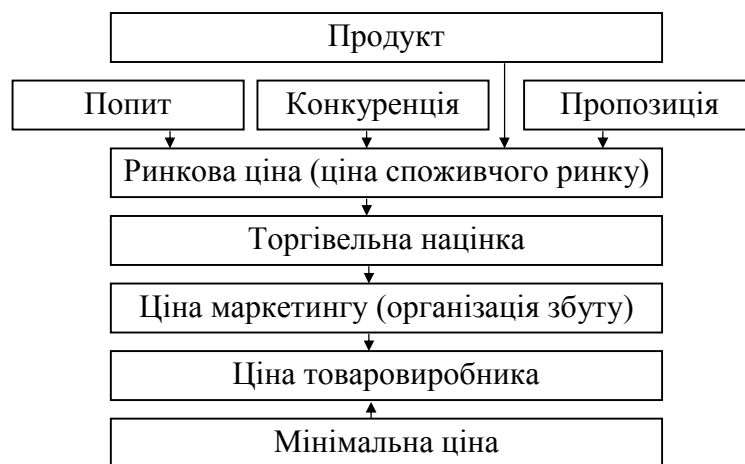 Продукт
Попит
Конкуренція
Пропозиція
Ринкова ціна (ціна споживчого ринку)
Торгівельна націнка
Ціна маркетингу (організація збуту)
Ціна товаровиробника
Мінімальна ціна